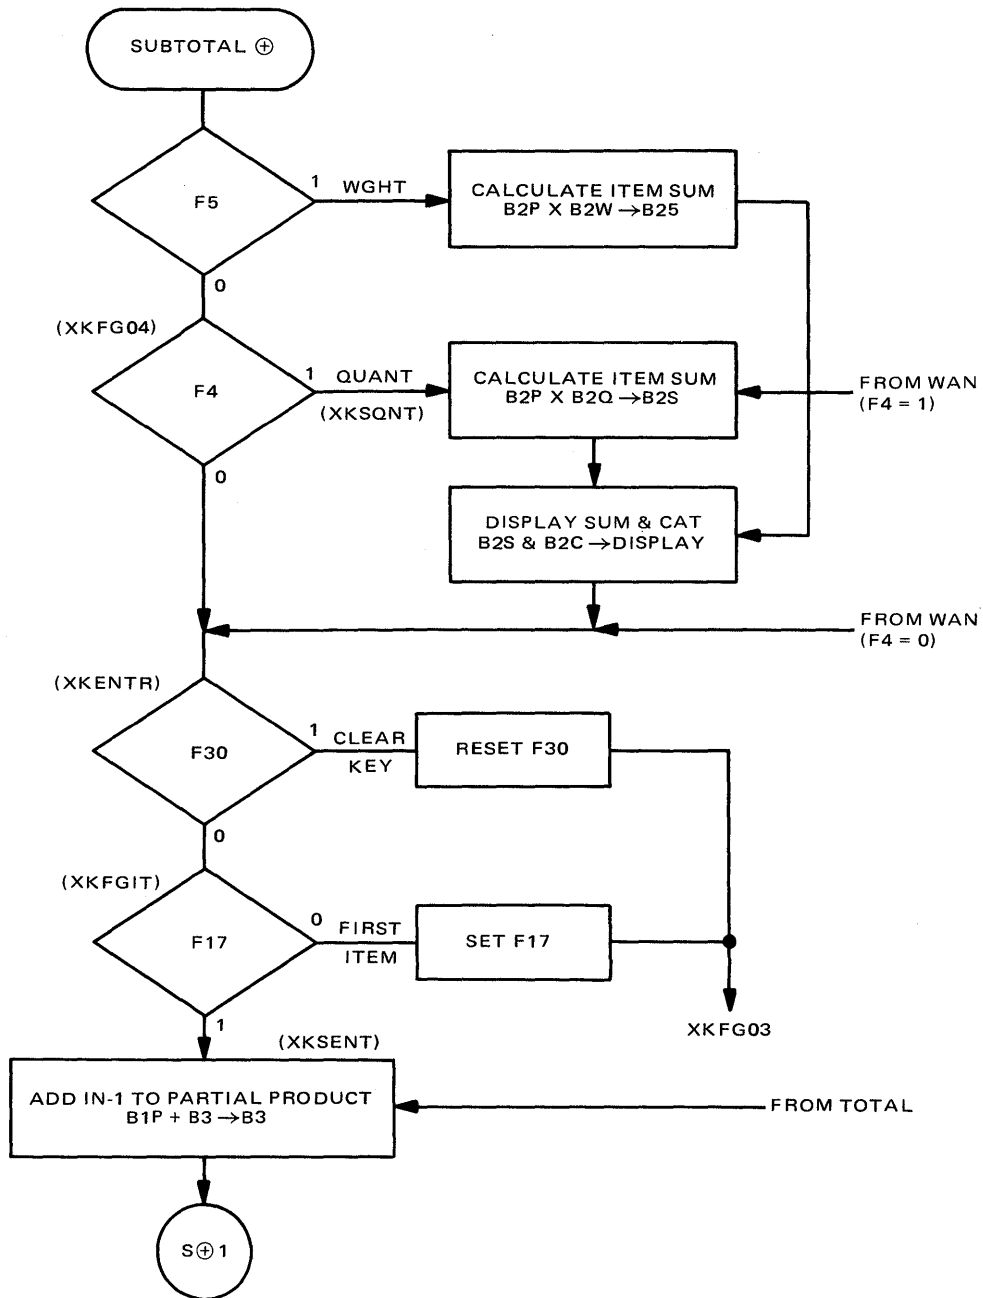 SUBTOTAL ⊕
F5
1
WGHT
CALCULATE ITEM SUM
B2P X B2W →B25
0
(XKFG04)
F4
1
QUANT
(XKSQNT)
CALCULATE ITEM SUM
B2P X B2Q →B2S
FROM WAN
(F4 = 1)
0
DISPLAY SUM & CAT
B2S & B2C →DISPLAY
FROM WAN
(F4 = 0)
(XKENTR)
F30
1
CLEAR
KEY
RESET F30
0
(XKFGIT)
F17
0
FIRST
ITEM
SET F17
1
XKFG03
(XKSENT)
ADD IN-1 TO PARTIAL PRODUCT
B1P + B3 →B3
FROM TOTAL
S⊕1